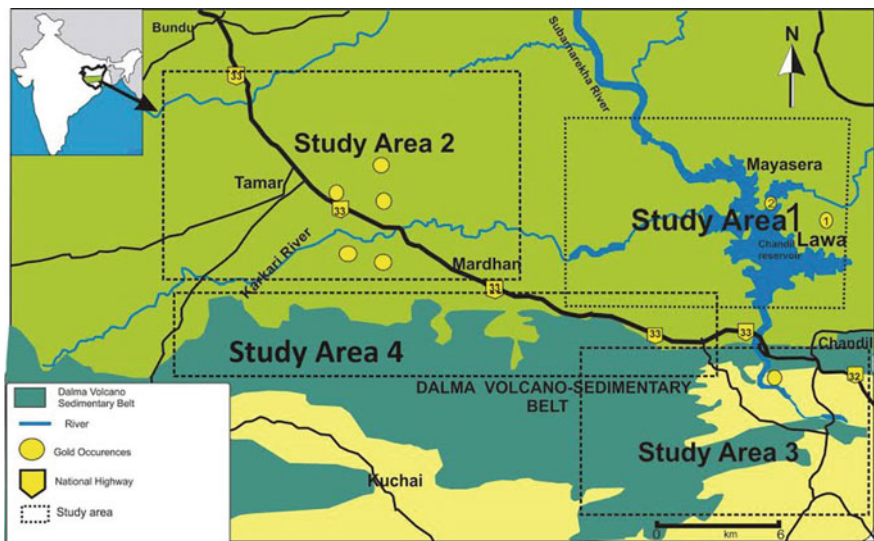 Bundu
33
Subarnarekha River
N
Study Area 2
Mayasera
Tamar
33
2
1
Study Area 1
Lawa
Chandil
reservoir
Karkari River
Mardhan
33
33
33
Chandil
Study Area 4
32
DALMA VOLCANO-SEDIMENTARY
BELT
Study Area 3
Kuchai
0 6
km
Dalma Volcano
Sedimentary Belt
River
Gold Occurences
National Highway
Study area